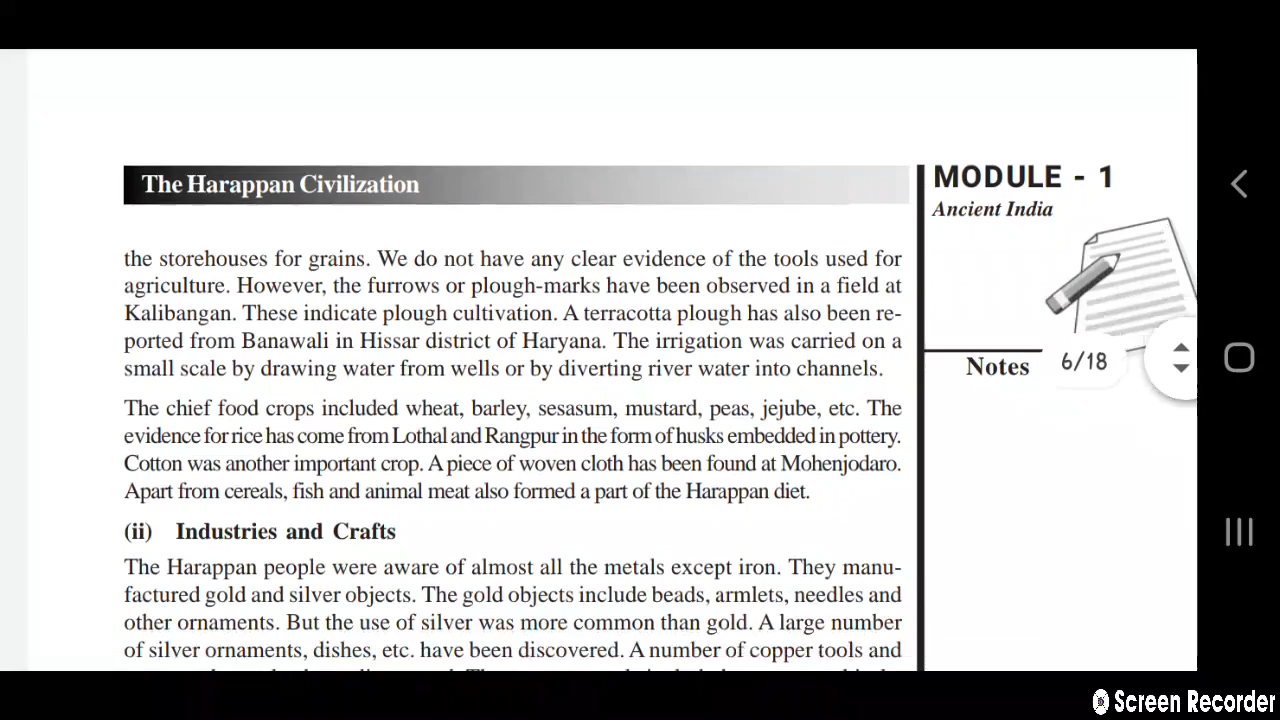 The Harappan Civilization
MODULE - 1
Ancient India
the storehouses for grains. We do not have any clear evidence of the tools used for
agriculture. However, the furrows or plough-marks have been observed in a field at
Kalibangan. These indicate plough cultivation. A terracotta plough has also been re-
ported from Banawali in Hissar district of Haryana. The irrigation was carried on a
small scale by drawing water from wells or by diverting river water into channels.
Notes
6/18
The chief food crops included wheat, barley, sesasum, mustard, peas, jejube, etc. The
evidence for rice has come from Lothal and Rangpur in the form of husks embedded in pottery.
Cotton was another important crop. A piece of woven cloth has been found at Mohenjodaro.
Apart from cereals, fish and animal meat also formed a part of the Harappan diet.
(ii) Industries and Crafts
The Harappan people were aware of almost all the metals except iron. They manu-
factured gold and silver objects. The gold objects include beads, armlets, needles and
other ornaments. But the use of silver was more common than gold. A large number
of silver ornaments, dishes, etc. have been discovered. A number of copper tools and
Screen Recorder